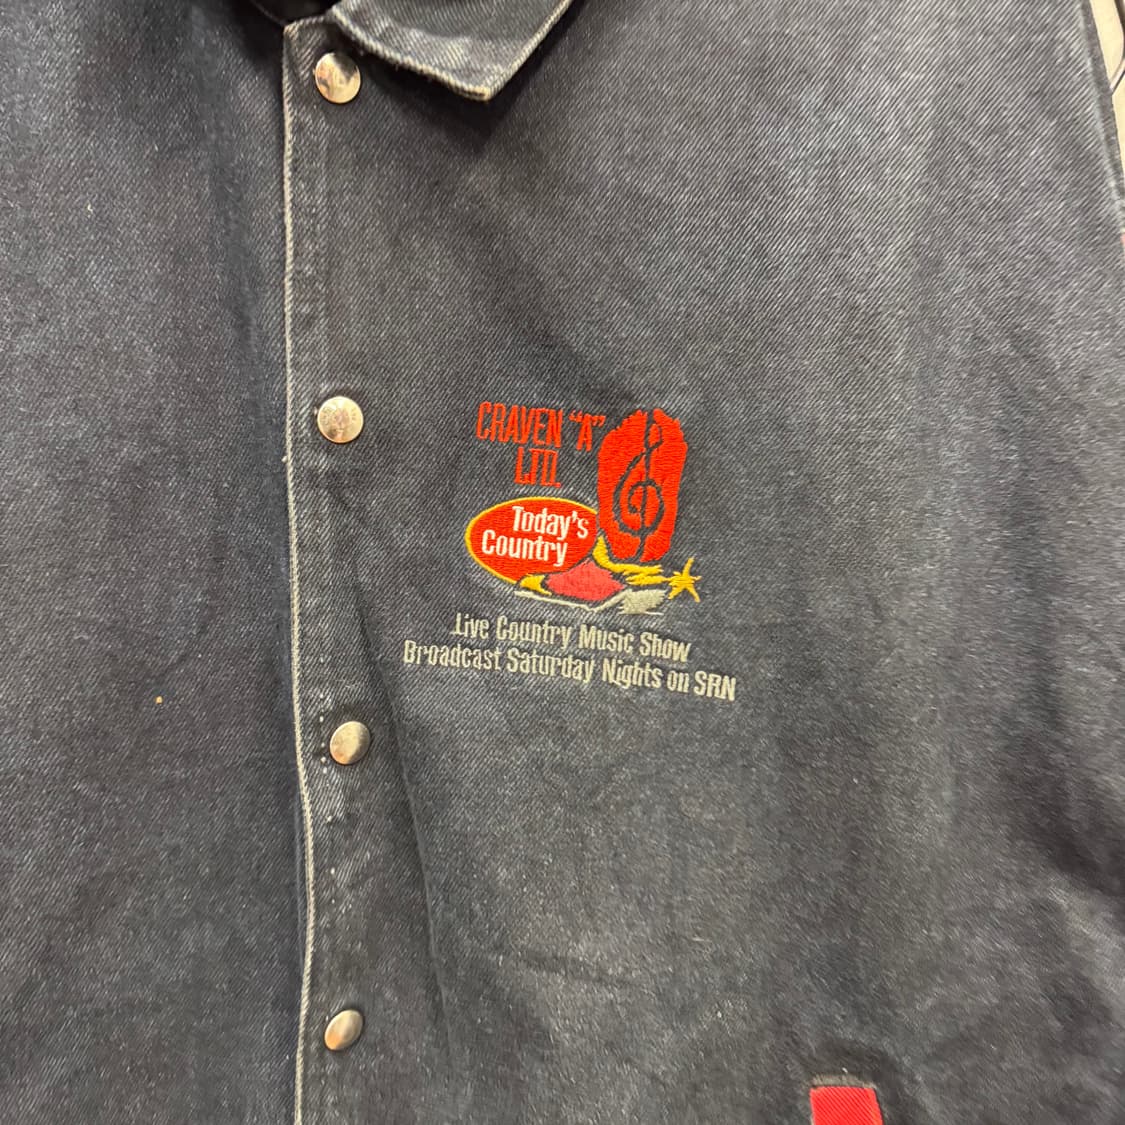 CRAVEN "A"
LTD.
Today's
Country
Live Country Music Show
Broadcast Saturday Nights on SRN